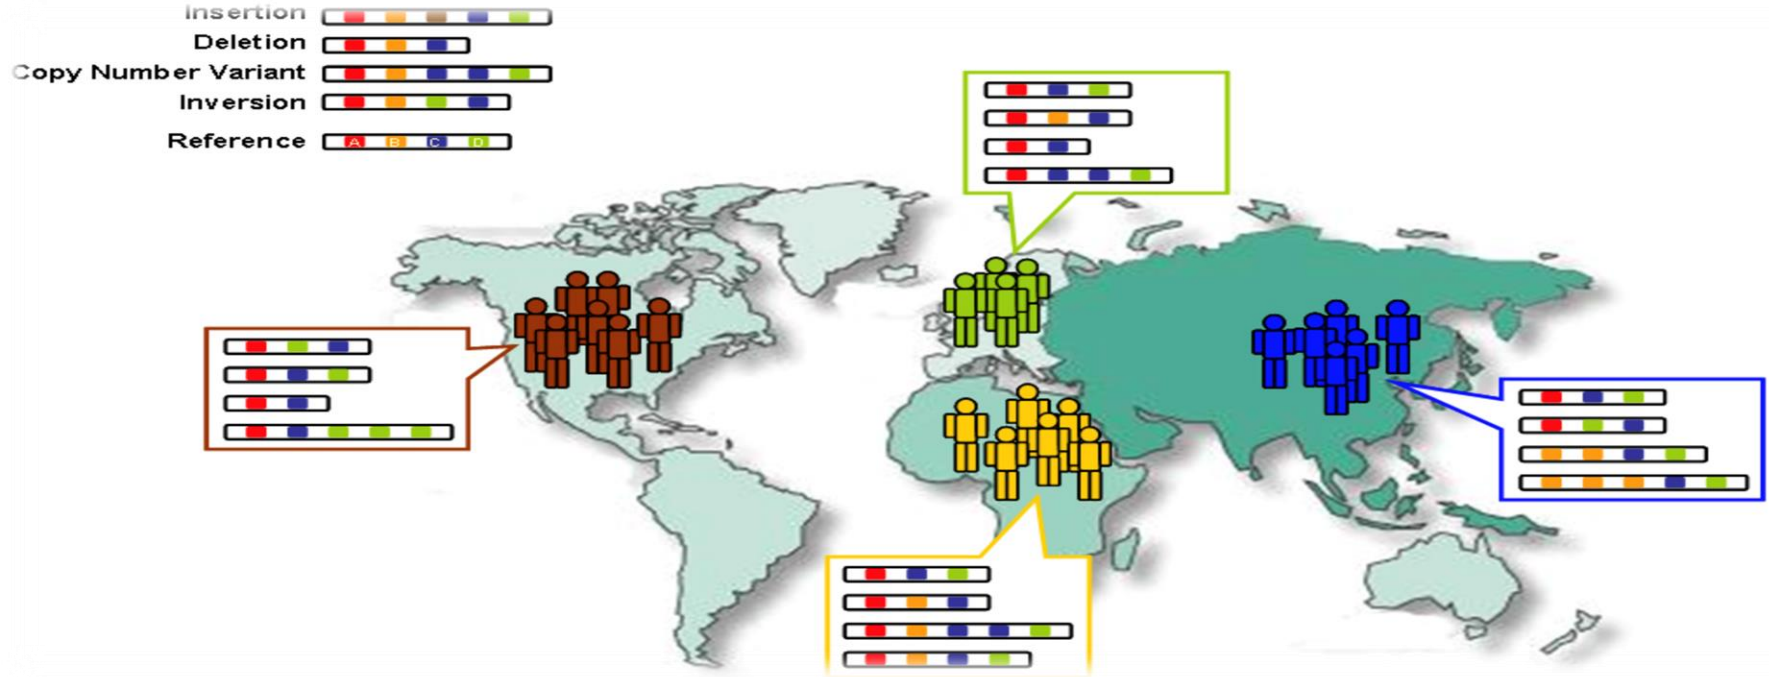 Insertion
Deletion
Copy Number Variant
Inversion
Reference A B C D